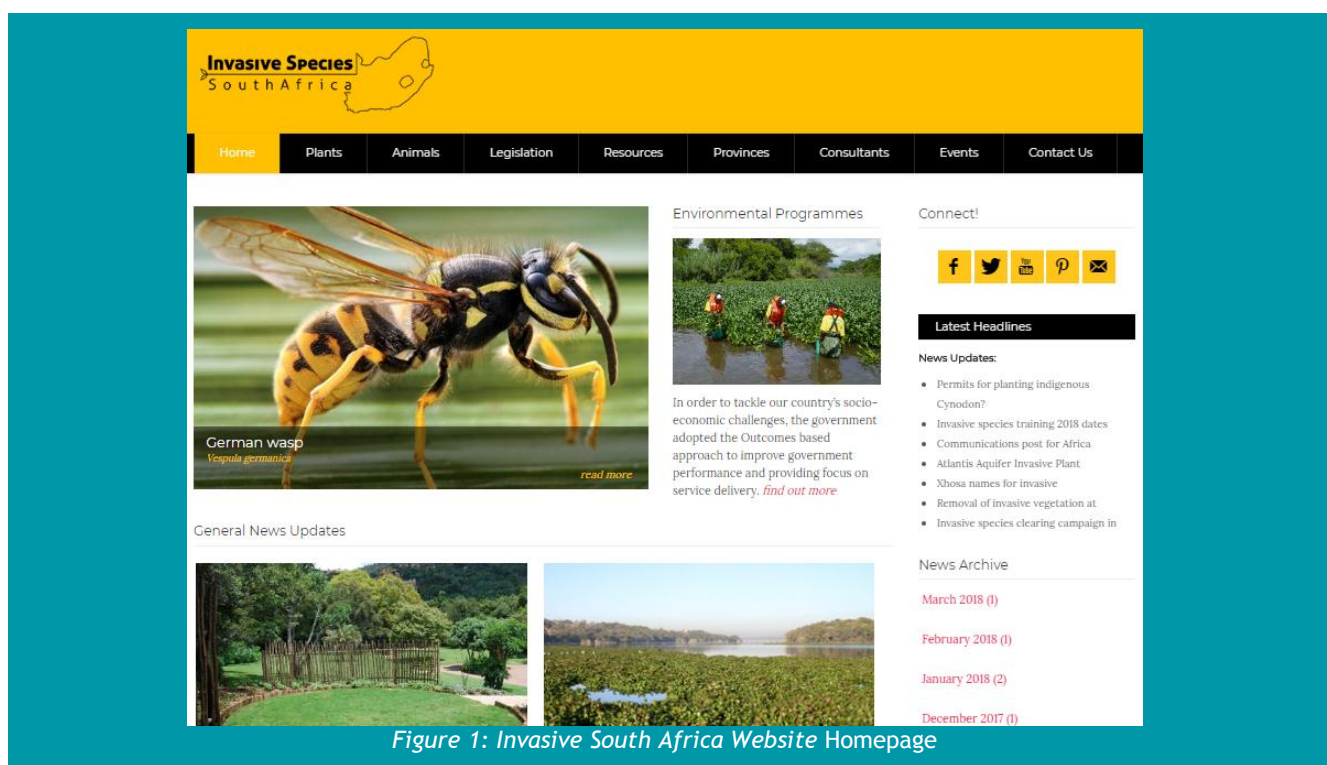 Invasive Species
SouthAfrica
Home Plants Animals Legislation Resources Provinces Consultants Events Contact Us
German wasp
Vespula germanica
read more
Environmental Programmes
In order to tackle our country's socio-
economic challenges, the government
adopted the Outcomes based
approach to improve government
performance and providing focus on
service delivery. find out more
Connect!
You
Tube
Latest Headlines
News Updates:
Permits for planting indigenous
Cynodon?
Invasive species training 2018 dates
Communications post for Africa
Atlantis Aquifer Invasive Plant
Xhosa names for invasive
Removal of invasive vegetation at
Invasive species clearing campaign in
General News Updates
News Archive
March 2018 (1)
February 2018 (1)
January 2018 (2)
December 2017 (1)
Figure 1: Invasive South Africa Website Homepage